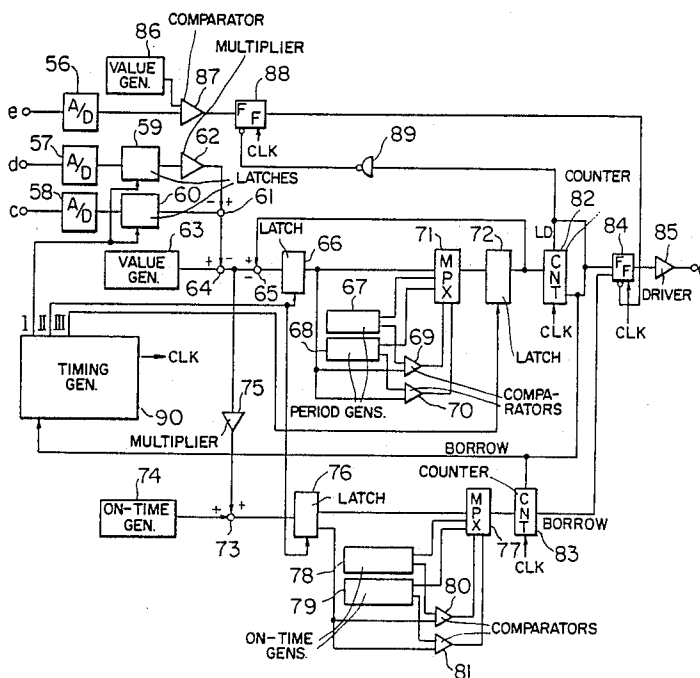 COMPARATOR
86
MULTIPLIER
VALUE
GEN.
56
87
88
e
A/D
F
F
59
62
CLK
89
57
d
A/D
58
60
LATCHES
COUNTER
c
A/D
- +
61
82
63
LATCH
66
71
72
LD
84
85
VALUE
GEN.
+ -
64
+
-
65
M
P
X
C
N
T
F
F
f
67
DRIVER
I
II
III
68
69
CLK
CLK
LATCH
TIMING
GEN.
CLK
75
PERIOD GENS.
COMPA-
RATORS
70
90
MULTIPLIER
BORROW
74
76
COUNTER
ON-TIME
GEN.
+ +
73
LATCH
M
P
X
C
N
T
BORROW
77
83
78
80
CLK
79
ON-TIME
GENS.
COMPARATORS
81